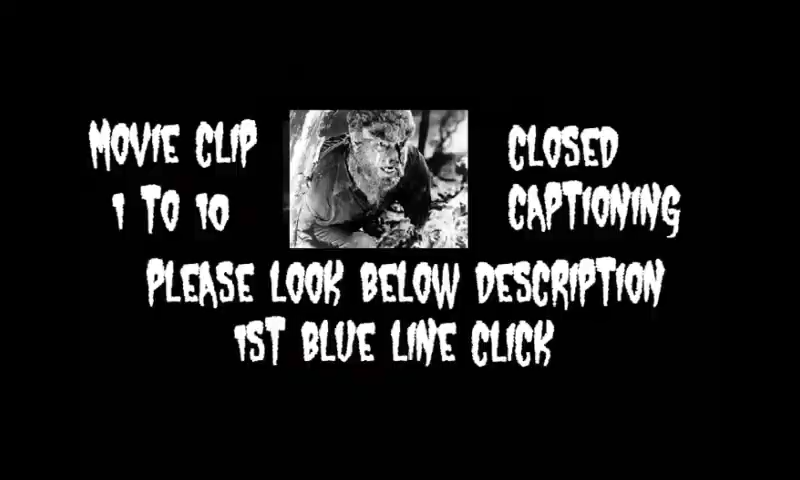 MOVIE CLIP
1 TO 10
CLOSED
CAPTIONING
PLEASE LOOK BELOW DESCRIPTION
1ST BLUE LINE CLICK